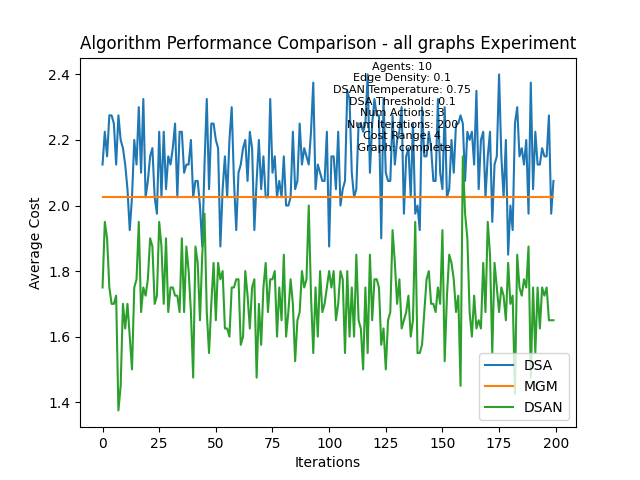 Algorithm Performance Comparison - all graphs Experiment
Agents: 10
Edge Density: 0.1
DSAN Temperature: 0.75
DSA Threshold: 0.1
Num Actions: 3
Num Iterations: 200
Cost Range: 4
Graph: complete
2.4
2.2
2.0
1.8
1.6
1.4
Average Cost
0
25
50
75
100
125
150
175
200
Iterations
DSA
MGM
DSAN